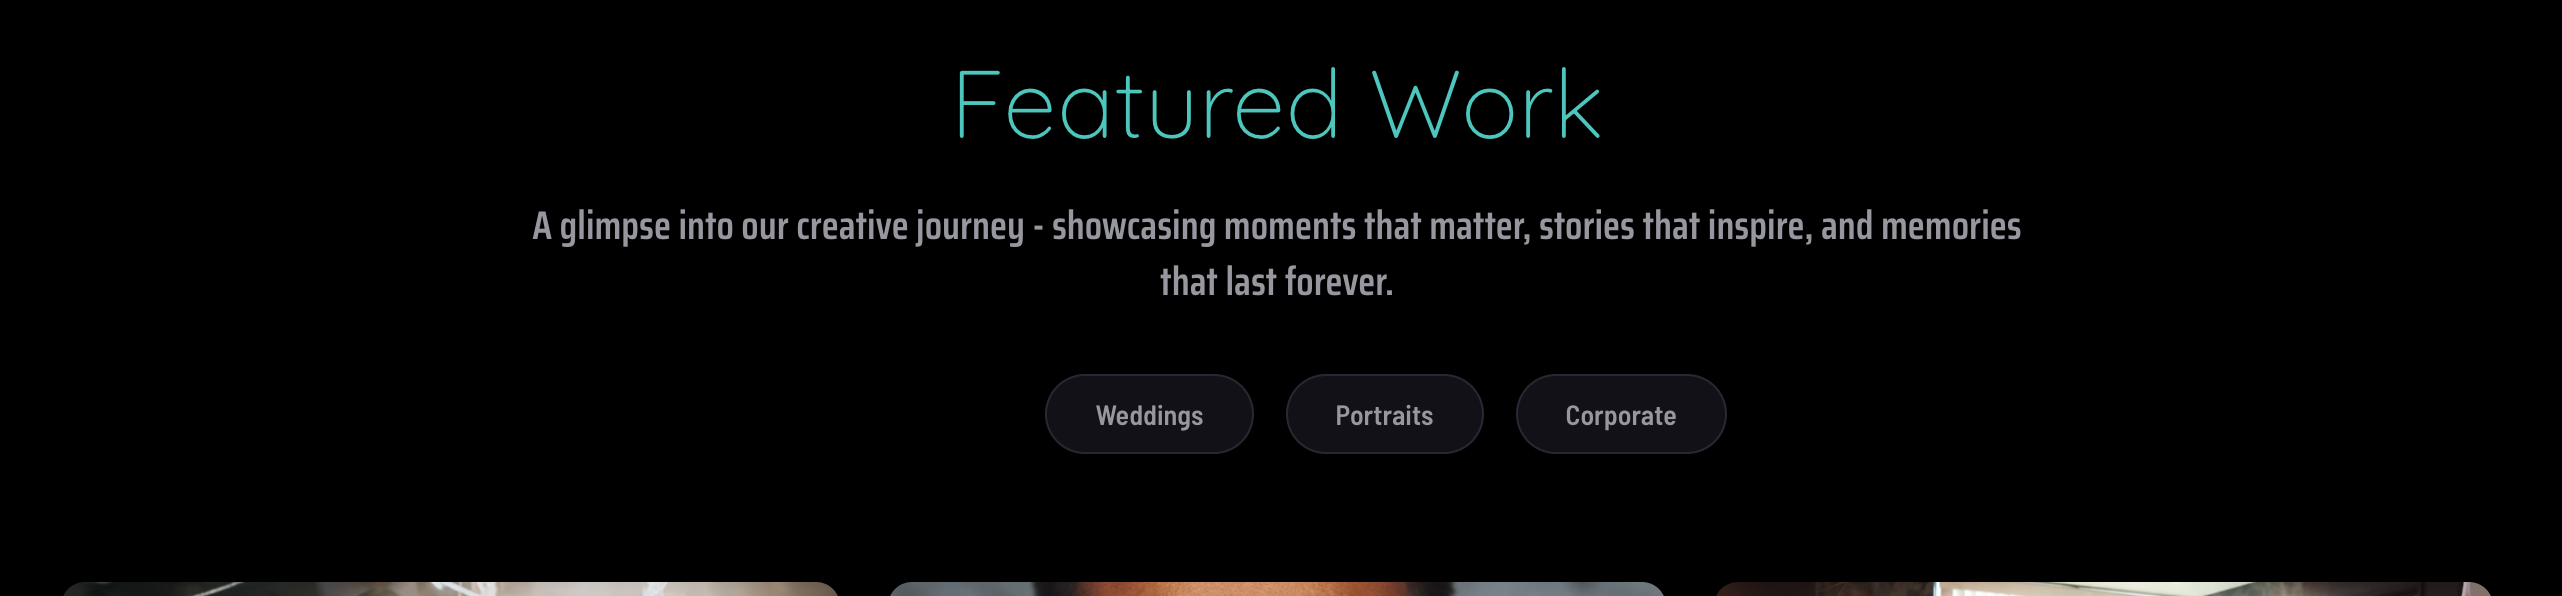 Featured Work
A glimpse into our creative journey - showcasing moments that matter, stories that inspire, and memories
that last forever.
Weddings
Portraits
Corporate